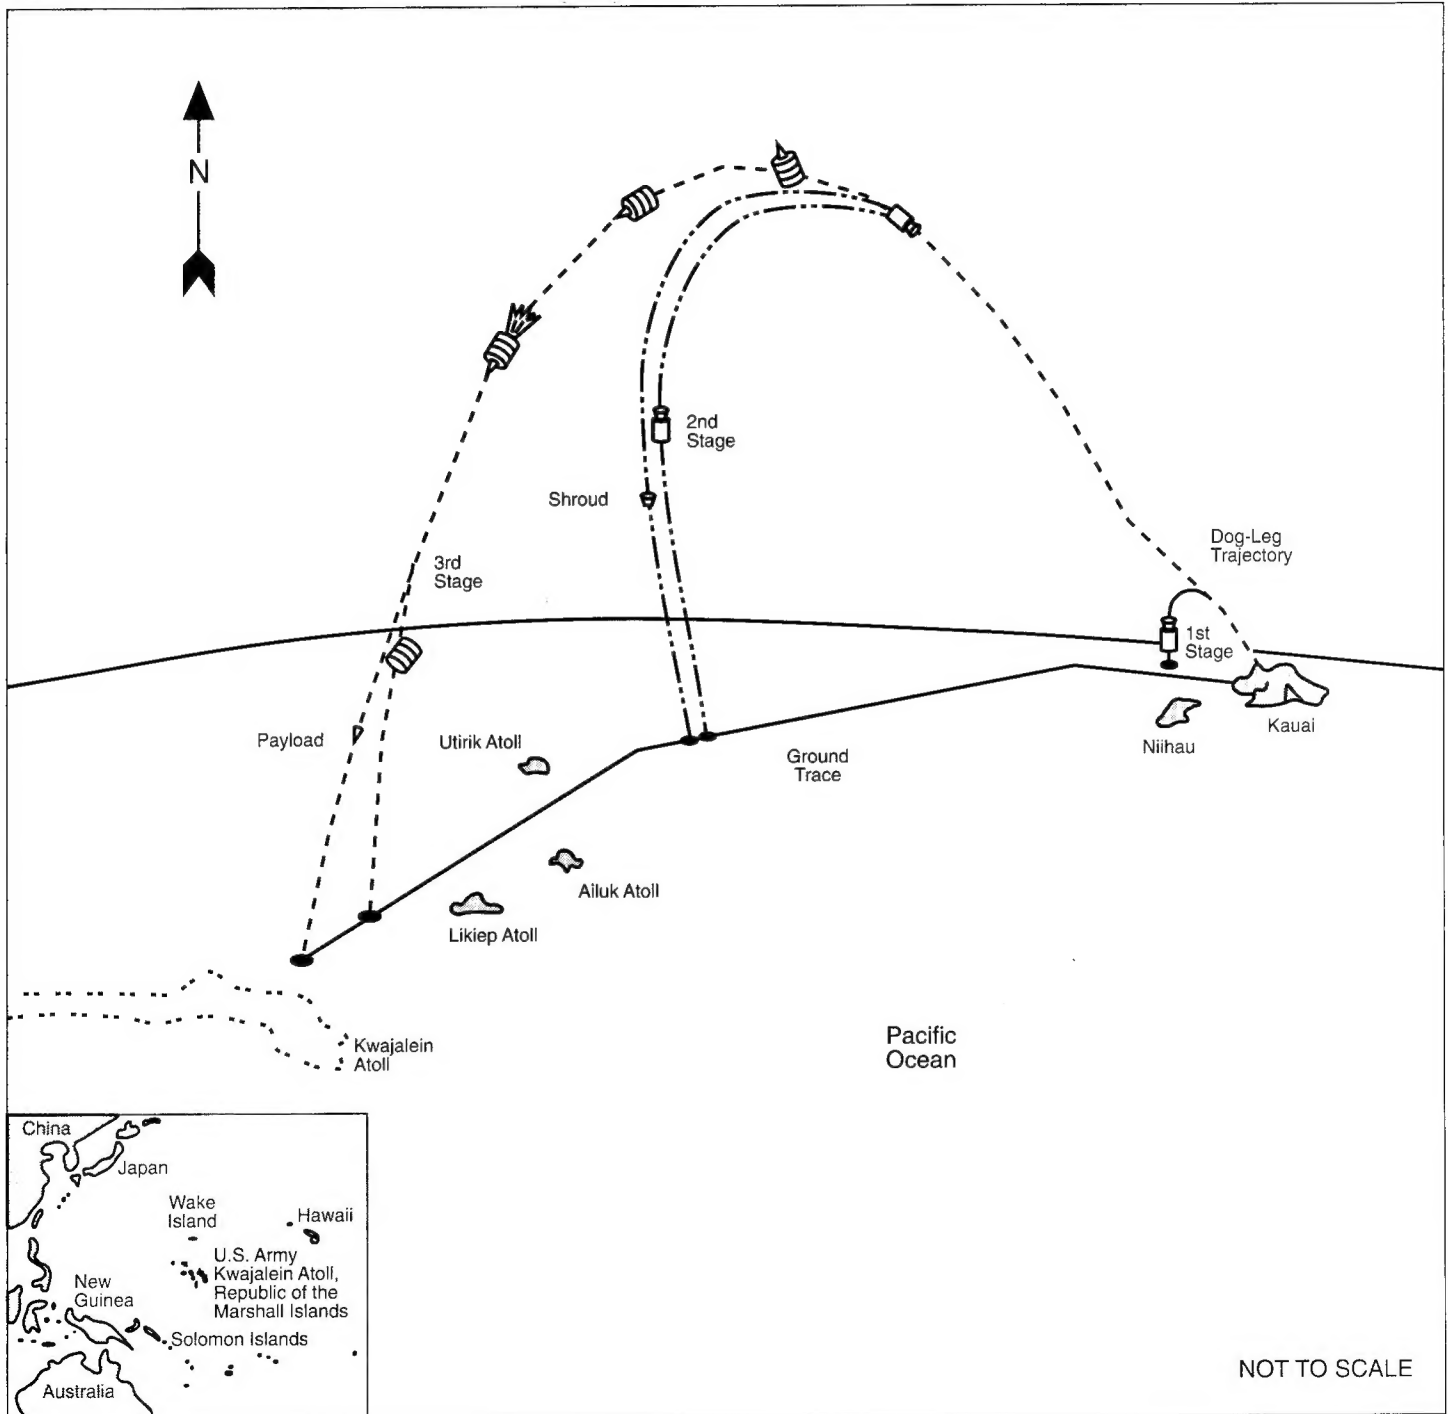 N
2nd
Stage
Shroud
Dog-Leg
Trajectory
3rd
Stage
1st
Stage
Payload
Utirik Atoll
Ground
Trace
Niihau
Kauai
Ailuk Atoll
Likiep Atoll
Kwajalein
Atoll
Pacific
Ocean
China
Japan
Wake
Island
Hawaii
U.S. Army
Kwajalein Atoll,
Republic of the
Marshall Islands
New
Guinea
Solomon Islands
Australia
NOT TO SCALE